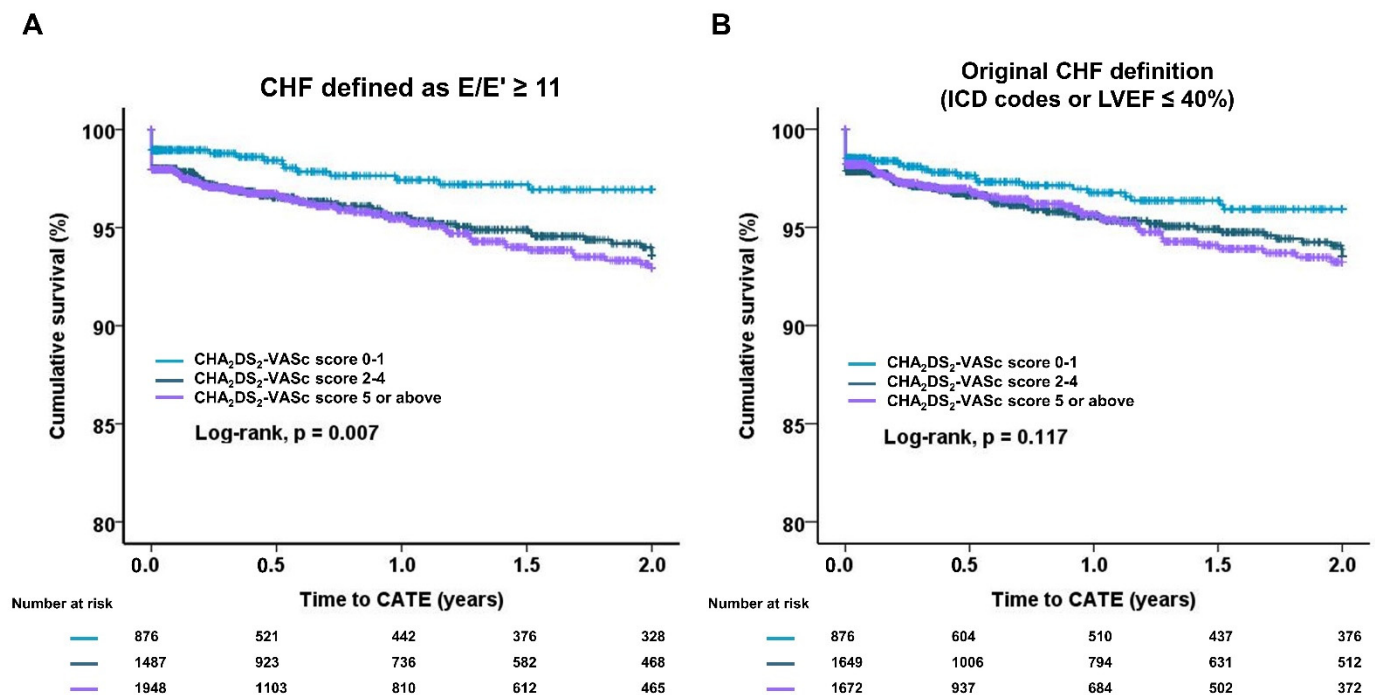 A
CHF defined as E/E' ≥ 11
Cumulative survival (%)
100
95
90
85
80
CHA₂DS₂-VASc score 0-1
CHA₂DS₂-VASc score 2-4
CHA₂DS₂-VASc score 5 or above
Log-rank, p = 0.007
0.0 0.5 1.0 1.5 2.0
Number at risk
Time to CATE (years)
876 521 442 376 328
1487 923 736 582 468
1948 1103 810 612 465
B
Original CHF definition
(ICD codes or LVEF ≤ 40%)
Cumulative survival (%)
100
95
90
85
80
CHA₂DS₂-VASc score 0-1
CHA₂DS₂-VASc score 2-4
CHA₂DS₂-VASc score 5 or above
Log-rank, p = 0.117
0.0 0.5 1.0 1.5 2.0
Number at risk
Time to CATE (years)
876 604 510 437 376
1649 1006 794 631 512
1672 937 684 502 372